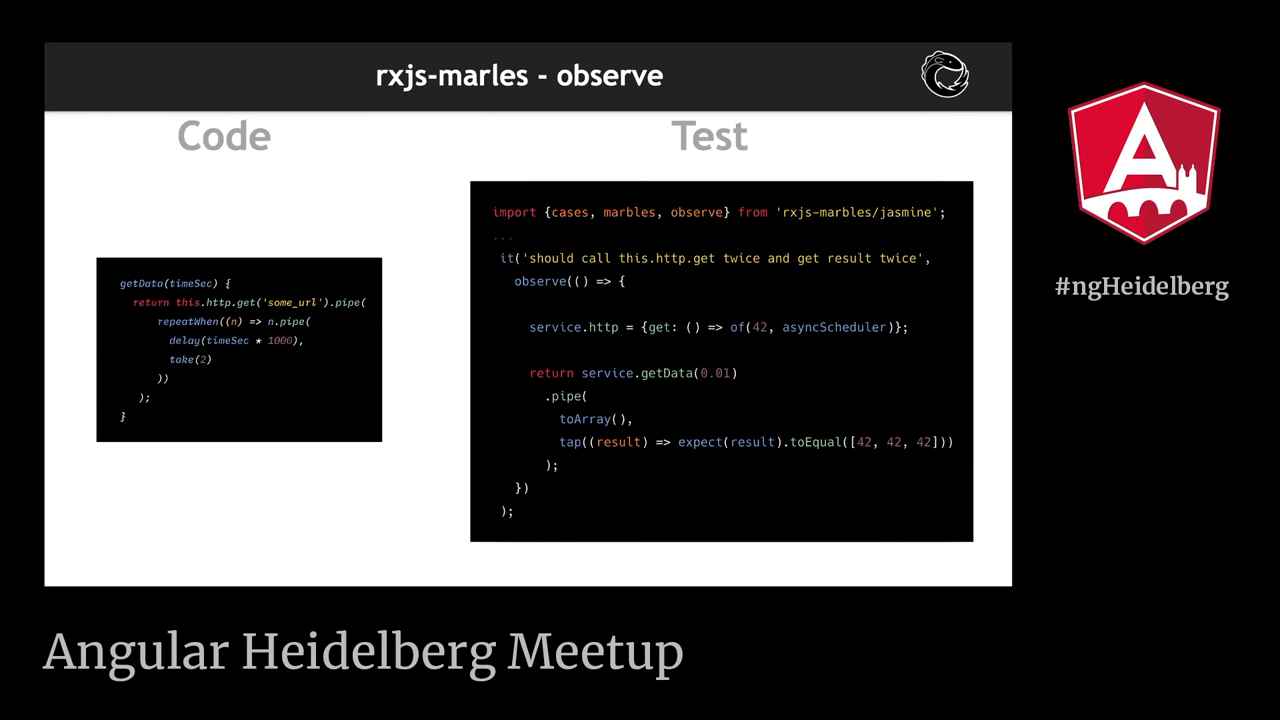 rxjs-marles - observe
Code
Test
getData(timeSec) {
return this.http.get('some_url').pipe(
repeatWhen((n) => n.pipe(
delay(timeSec * 1000),
take(2)
))
);
}
import {cases, marbles, observe} from 'rxjs-marbles/jasmine';
...
it('should call this.http.get twice and get result twice',
observe(() => {
service.http = {get: () => of(42, asyncScheduler)};
return service.getData(0.01)
.pipe(
toArray(),
tap((result) => expect(result).toEqual([42, 42, 42]))
);
})
);
A
#ngHeidelberg
Angular Heidelberg Meetup